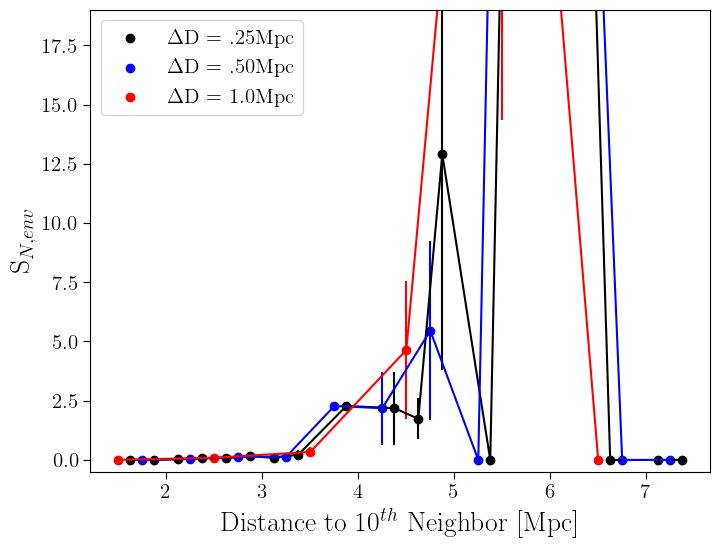 ΔD = .25Mpc
ΔD = .50Mpc
ΔD = 1.0Mpc
17.5
15.0
12.5
10.0
7.5
5.0
2.5
0.0
S_{N,env}
2 3 4 5 6 7
Distance to 10^{th} Neighbor [Mpc]